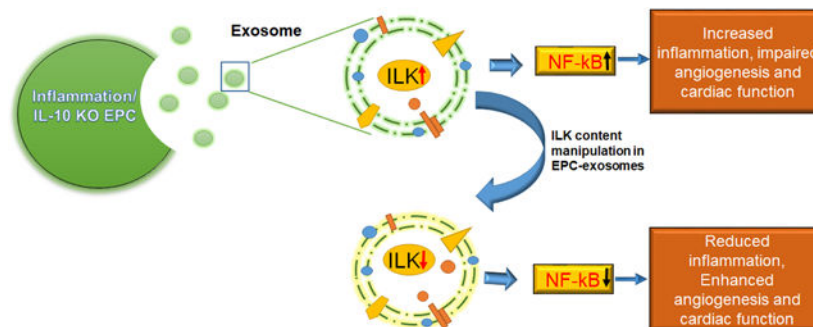 Exosome
Inflammation/
IL-10 KO EPC
ILK
NF-kB
Increased
inflammation, impaired
angiogenesis and
cardiac function
ILK content
manipulation in
EPC-exosomes
ILK
NF-kB
Reduced
inflammation,
Enhanced
angiogenesis and
cardiac function